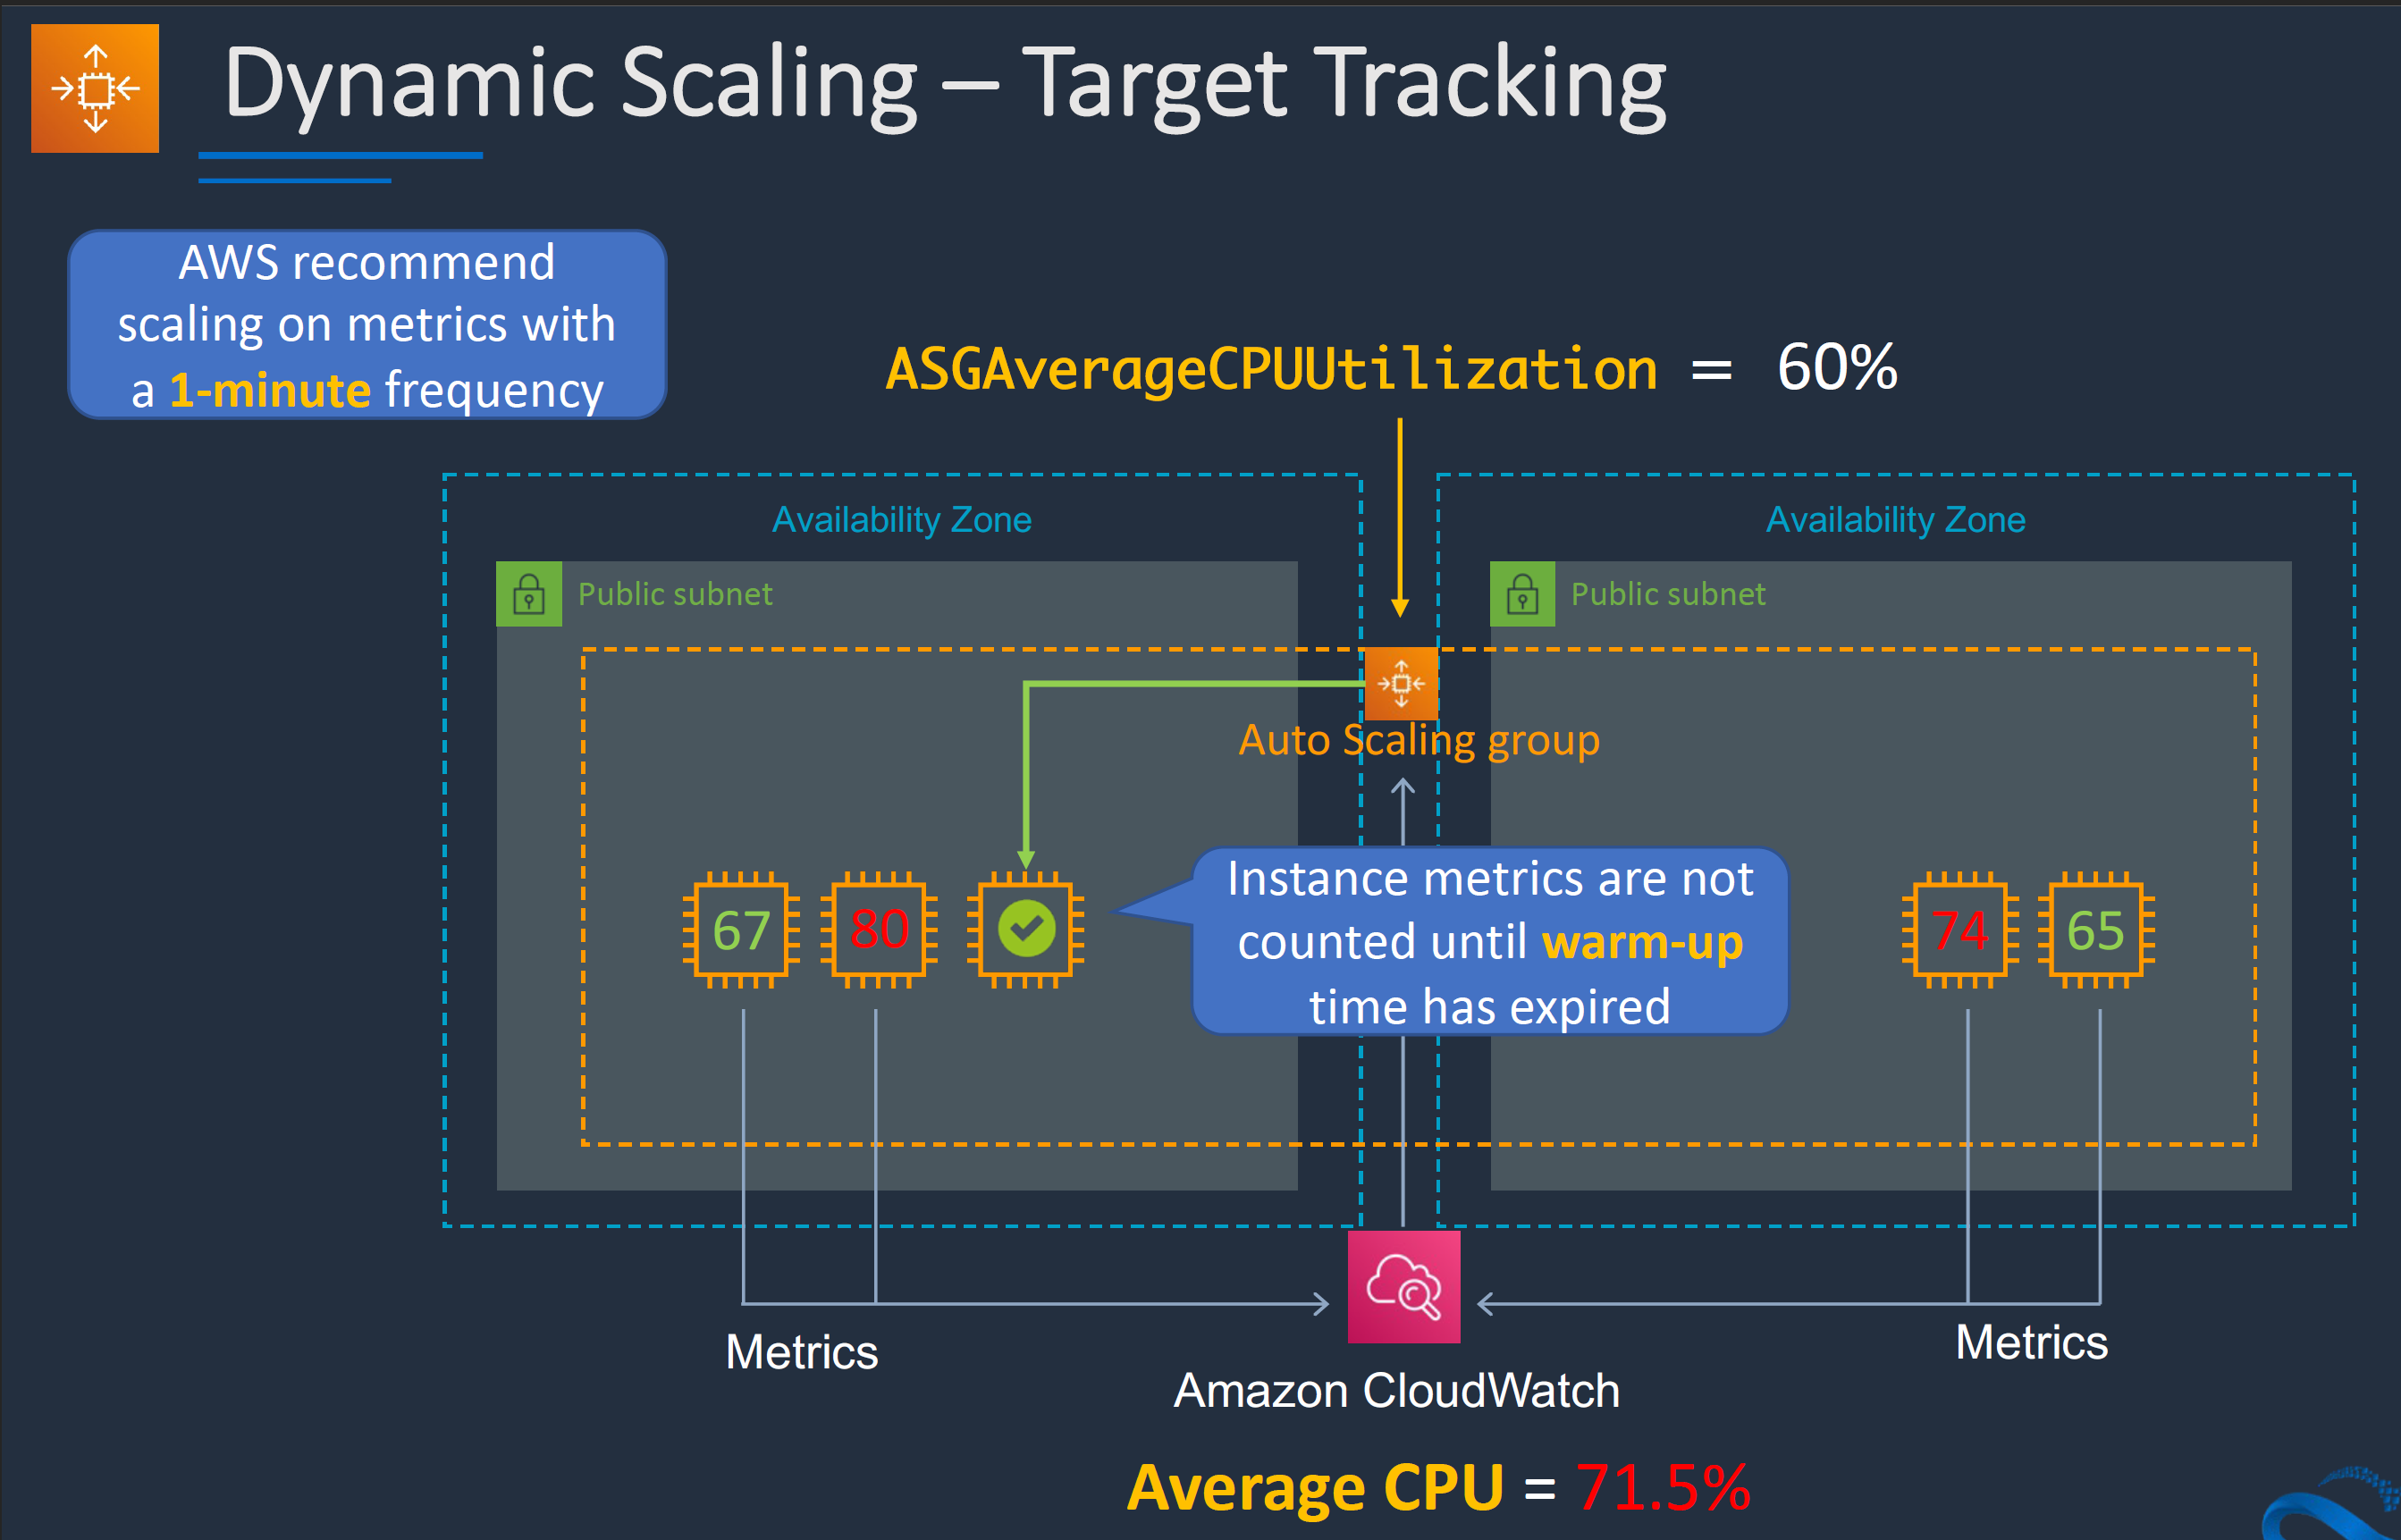 Dynamic Scaling – Target Tracking
AWS recommend
scaling on metrics with
a 1-minute frequency
ASGAverageCPUUtilization = 60%
Availability Zone
Availability Zone
Public subnet
Public subnet
Auto Scaling group
67
80
Instance metrics are not
counted until warm-up
time has expired
74
65
Metrics
Metrics
Amazon CloudWatch
Average CPU = 71.5%